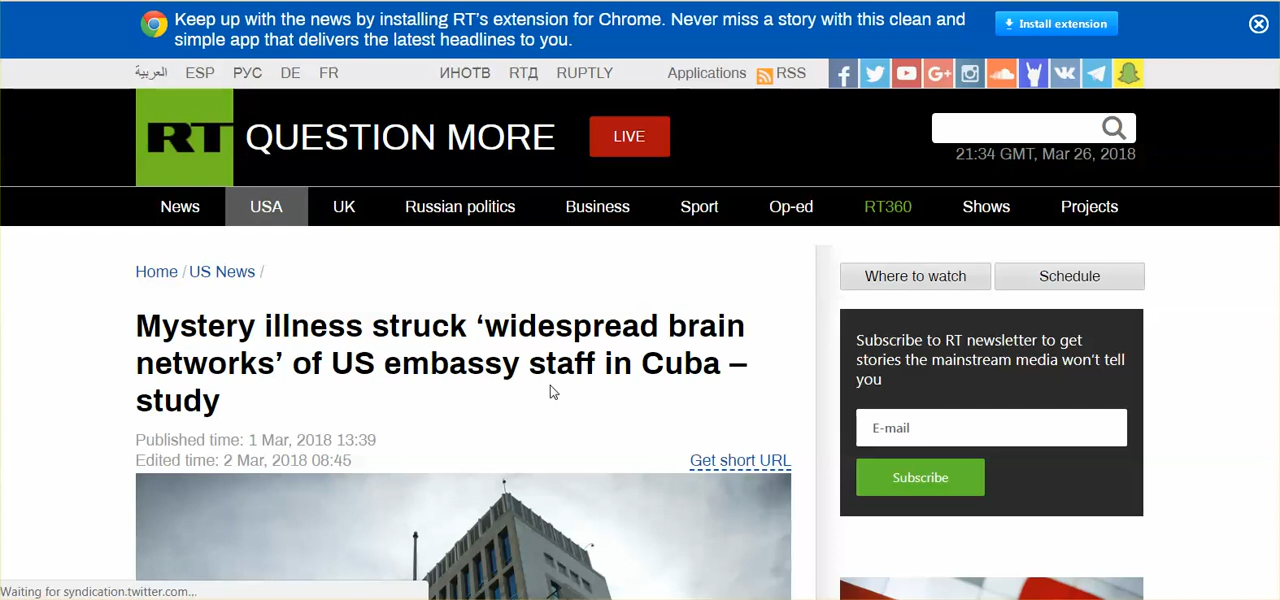 Keep up with the news by installing RT's extension for Chrome. Never miss a story with this clean and
simple app that delivers the latest headlines to you.
Install extension
العربية ESP РУС DE FR ИНОТВ RTД RUPTLY Applications RSS
RT QUESTION MORE LIVE
21:34 GMT, Mar 26, 2018
News USA UK Russian politics Business Sport Op-ed RT360 Shows Projects
Home / US News /
Where to watch Schedule
Mystery illness struck ‘widespread brain
networks’ of US embassy staff in Cuba –
study
Published time: 1 Mar, 2018 13:39
Edited time: 2 Mar, 2018 08:45
Get short URL
Subscribe to RT newsletter to get
stories the mainstream media won't tell
you
E-mail
Subscribe
Waiting for syndication.twitter.com...